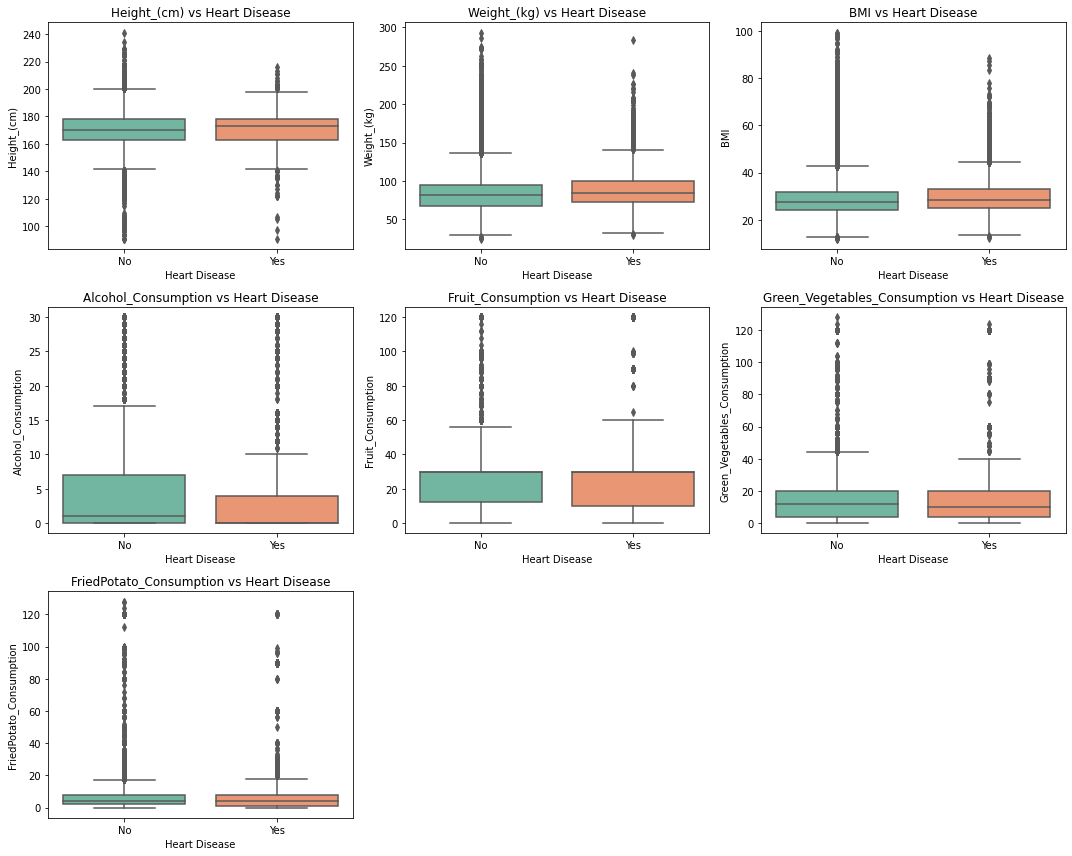 Height_(cm) vs Heart Disease
Height_(cm)
240
220
200
180
160
140
120
100
No
Yes
Heart Disease
Weight_(kg) vs Heart Disease
Weight_(kg)
300
250
200
150
100
50
No
Yes
Heart Disease
BMI vs Heart Disease
BMI
100
80
60
40
20
No
Yes
Heart Disease
Alcohol_Consumption vs Heart Disease
Alcohol_Consumption
30
25
20
15
10
5
0
No
Yes
Heart Disease
Fruit_Consumption vs Heart Disease
Fruit_Consumption
120
100
80
60
40
20
0
No
Yes
Heart Disease
Green_Vegetables_Consumption vs Heart Disease
Green_Vegetables_Consumption
120
100
80
60
40
20
0
No
Yes
Heart Disease
FriedPotato_Consumption vs Heart Disease
FriedPotato_Consumption
120
100
80
60
40
20
0
No
Yes
Heart Disease